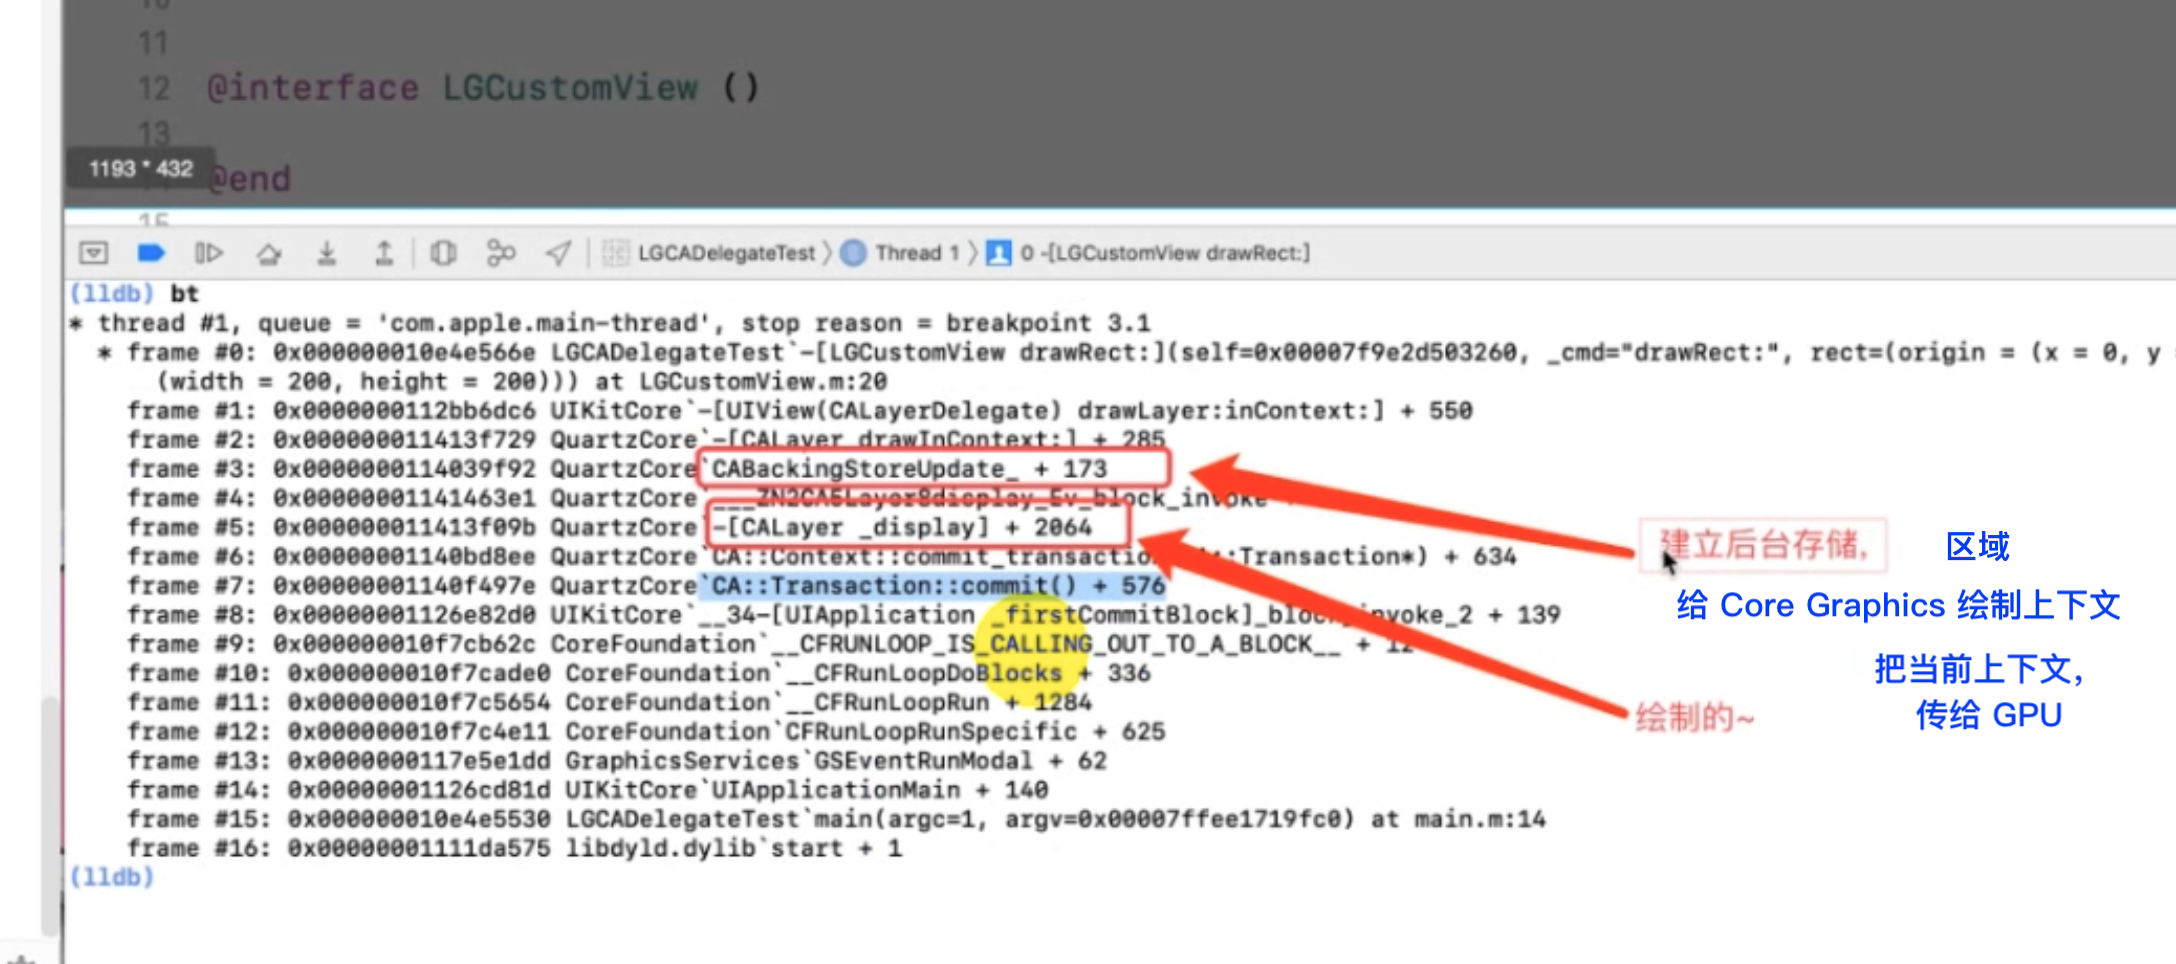 11
12 @interface LGCustomView ()
13
1193 * 432
@end
15
LGCADelegateTest 〉 Thread 1 〉 0 -[LGCustomView drawRect:]
(lldb) bt
* thread #1, queue = 'com.apple.main-thread', stop reason = breakpoint 3.1
* frame #0: 0x000000010e4e566e LGCADelegateTest`-[LGCustomView drawRect:](self=0x00007f9e2d503260, _cmd="drawRect:", rect=(origin = (x = 0, y
(width = 200, height = 200))) at LGCustomView.m:20
frame #1: 0x0000000112bb6dc6 UIKitCore`-[UIView(CALayerDelegate) drawLayer:inContext:] + 550
frame #2: 0x000000011413f729 QuartzCore`-[CALayer drawInContext:] + 285
frame #3: 0x0000000114039f92 QuartzCore`CABackingStoreUpdate_ + 173
frame #4: 0x00000001141463e1 QuartzCore`___ZN2CA5Layer8display_Ev_block_invoke
frame #5: 0x000000011413f09b QuartzCore`-[CALayer _display] + 2064
frame #6: 0x00000001140bd8ee QuartzCore`CA::Context::commit_transactio :Transaction*) + 634
frame #7: 0x00000001140f497e QuartzCore`CA::Transaction::commit() + 576
frame #8: 0x00000001126e82d0 UIKitCore`__34-[UIApplication _firstCommitBlock]_block_invoke_2 + 139
frame #9: 0x000000010f7cb62c CoreFoundation`__CFRUNLOOP_IS_CALLING_OUT_TO_A_BLOCK__ + 12
frame #10: 0x000000010f7cade0 CoreFoundation`__CFRunLoopDoBlocks + 336
frame #11: 0x000000010f7c5654 CoreFoundation`__CFRunLoopRun + 1284
frame #12: 0x000000010f7c4e11 CoreFoundation`CFRunLoopRunSpecific + 625
frame #13: 0x0000000117e5e1dd GraphicsServices`GSEventRunModal + 62
frame #14: 0x00000001126cd81d UIKitCore`UIApplicationMain + 140
frame #15: 0x000000010e4e5530 LGCADelegateTest`main(argc=1, argv=0x00007ffee1719fc0) at main.m:14
frame #16: 0x00000001111da575 libdyld.dylib`start + 1
(lldb)
建立后台存储, 区域
给 Core Graphics 绘制上下文
把当前上下文,
传给 GPU
绘制的~